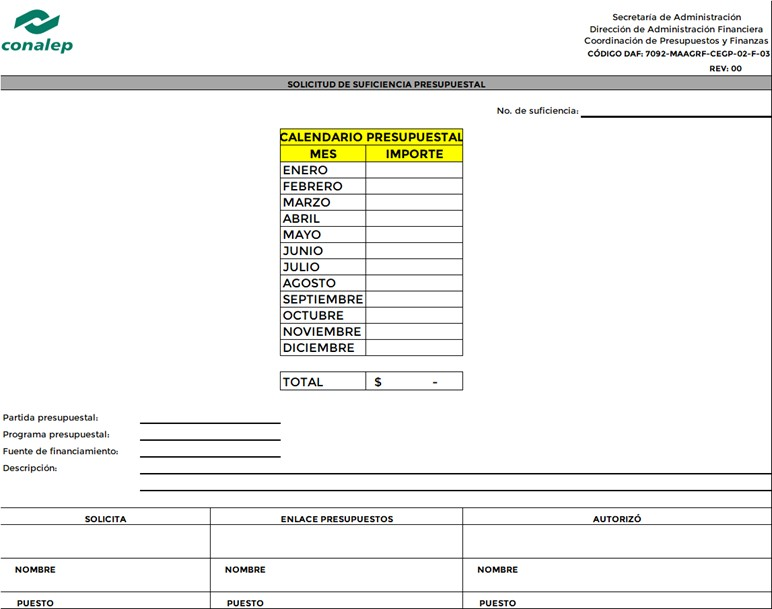 conalep
Secretaría de Administración
Dirección de Administración Financiera
Coordinación de Presupuestos y Finanzas
CÓDIGO DAF: 7092-MAAGRF-CEGP-02-F-03
REV: 00
SOLICITUD DE SUFICIENCIA PRESUPUESTAL
No. de suficiencia:
CALENDARIO PRESUPUESTAL
MES IMPORTE
ENERO
FEBRERO
MARZO
ABRIL
MAYO
JUNIO
JULIO
AGOSTO
SEPTIEMBRE
OCTUBRE
NOVIEMBRE
DICIEMBRE
TOTAL $ -
Partida presupuestal:
Programa presupuestal:
Fuente de financiamiento:
Descripción:
SOLICITA ENLACE PRESUPUESTOS AUTORIZÓ
NOMBRE NOMBRE NOMBRE
PUESTO PUESTO PUESTO